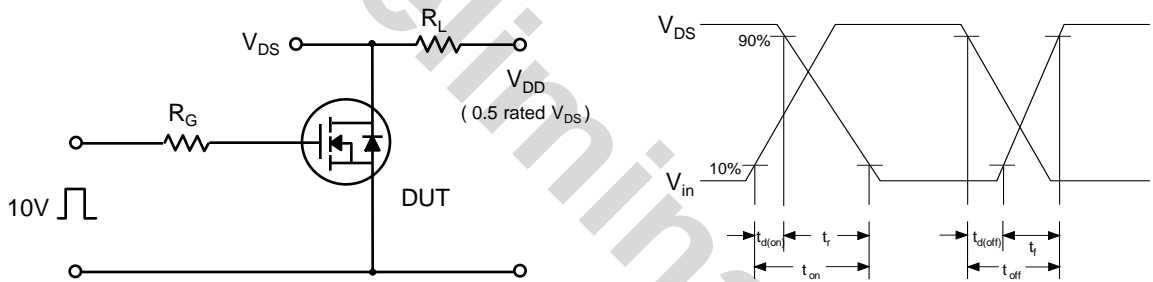 V_DS
R_L
V_DD
( 0.5 rated V_DS )
R_G
10V
DUT
V_DS
90%
10%
V_in
t_d(on)
t_r
t_on
t_d(off)
t_f
t_off